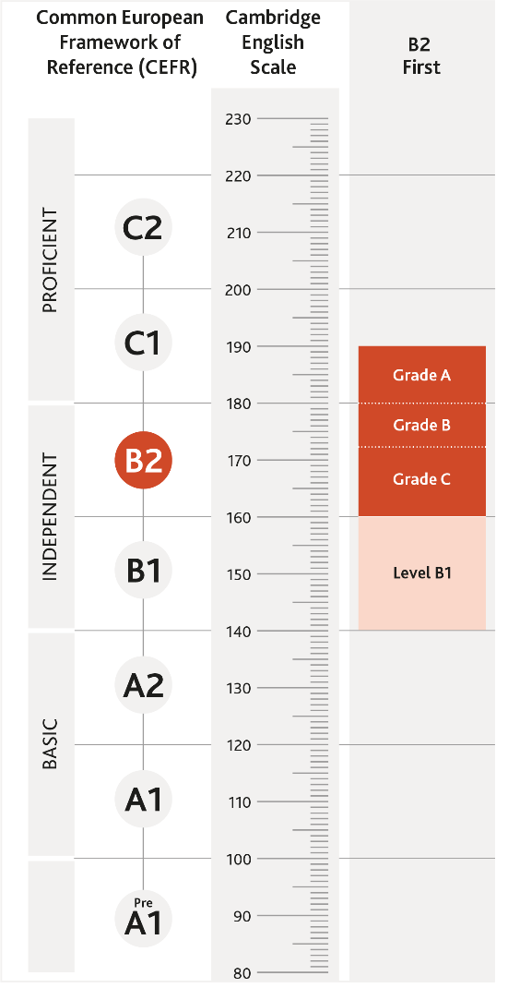 Common European
Framework of
Reference (CEFR)
Cambridge
English
Scale
B2
First
PROFICIENT
INDEPENDENT
BASIC
C2
C1
B2
B1
A2
A1
Pre
A1
230
220
210
200
190
180
170
160
150
140
130
120
110
100
90
80
Grade A
Grade B
Grade C
Level B1